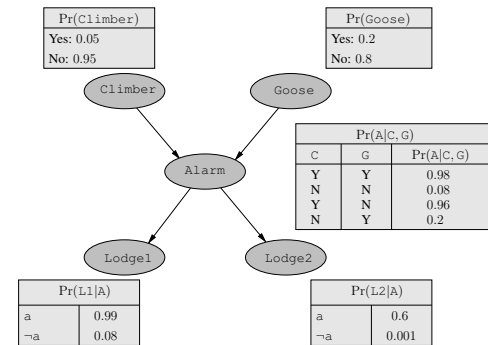 Pr(Climber)
Yes: 0.05
No: 0.95
Pr(Goose)
Yes: 0.2
No: 0.8
Climber
Goose
Alarm
Pr(A|C, G)
C G Pr(A|C, G)
Y Y 0.98
N N 0.08
Y N 0.96
N Y 0.2
Lodge1
Lodge2
Pr(L1|A)
a 0.99
¬a 0.08
Pr(L2|A)
a 0.6
¬a 0.001